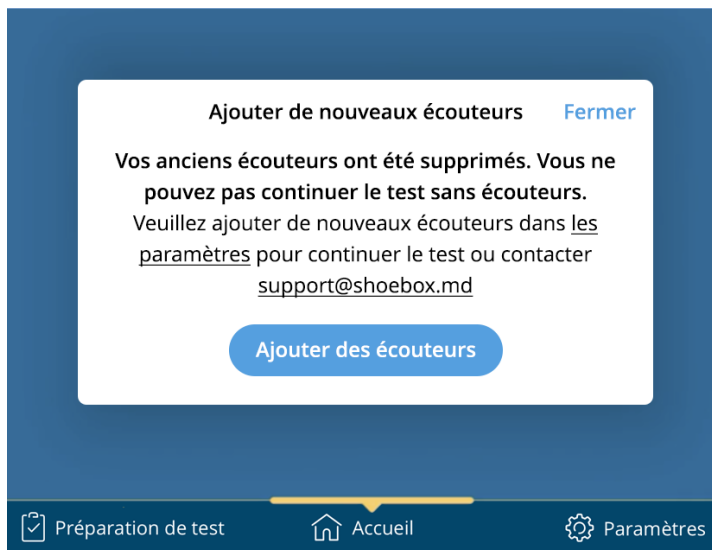 Ajouter de nouveaux écouteurs Fermer
Vos anciens écouteurs ont été supprimés. Vous ne
pouvez pas continuer le test sans écouteurs.
Veuillez ajouter de nouveaux écouteurs dans les
paramètres pour continuer le test ou contacter
support@shoebox.md
Ajouter des écouteurs
Préparation de test Accueil Paramètres